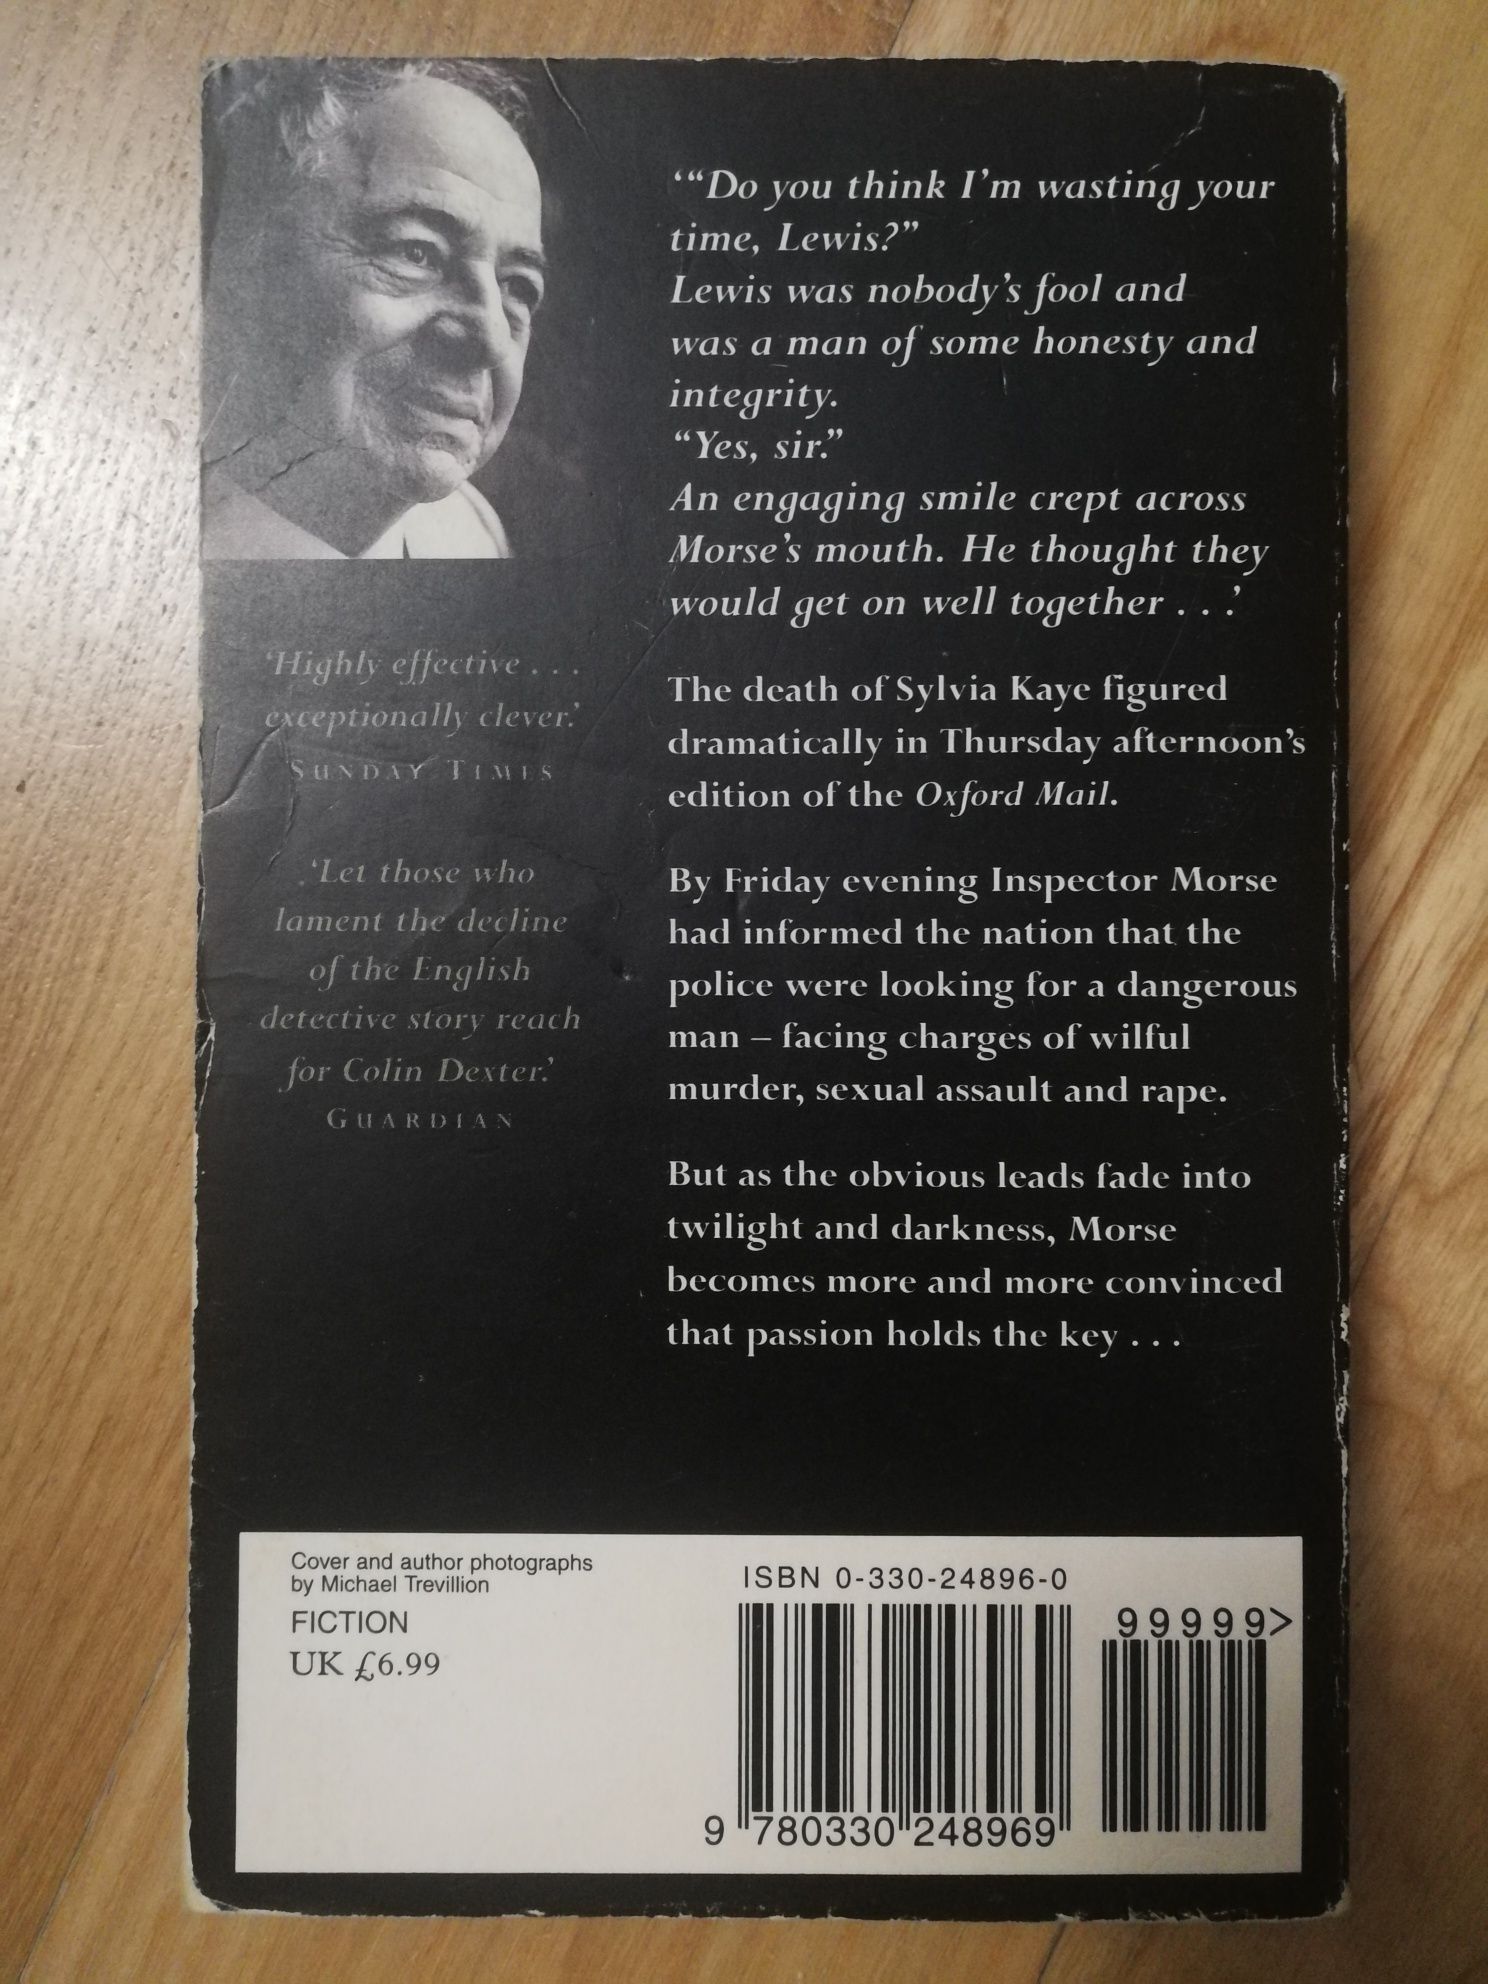 ‘“Do you think I’m wasting your
time, Lewis?”
Lewis was nobody’s fool and
was a man of some honesty and
integrity.
“Yes, sir.”
An engaging smile crept across
Morse’s mouth. He thought they
would get on well together . . .’
The death of Sylvia Kaye figured
dramatically in Thursday afternoon’s
edition of the Oxford Mail.
By Friday evening Inspector Morse
had informed the nation that the
police were looking for a dangerous
man – facing charges of wilful
murder, sexual assault and rape.
But as the obvious leads fade into
twilight and darkness, Morse
becomes more and more convinced
that passion holds the key . . .
‘Highly effective . . .
exceptionally clever.’
SUNDAY TIMES
‘Let those who
lament the decline
of the English
detective story reach
for Colin Dexter.’
GUARDIAN
Cover and author photographs
by Michael Trevillion
FICTION
UK £6.99
ISBN 0-330-24896-0
99999>
9 780330 248969